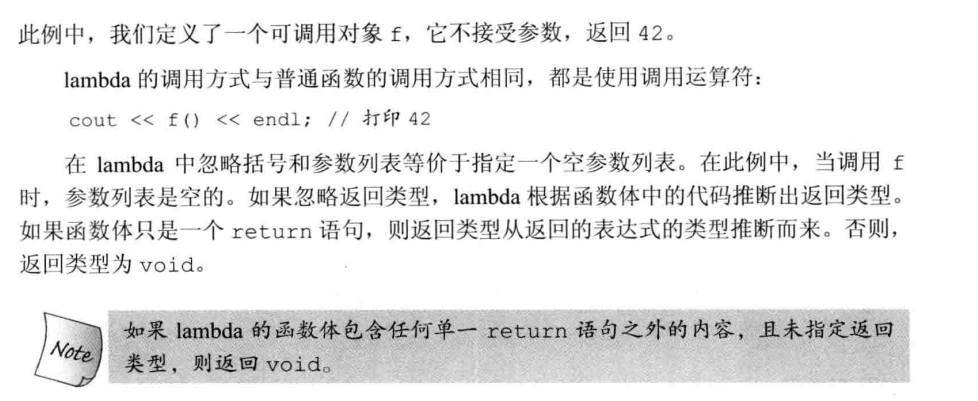 此例中，我们定义了一个可调用对象 f，它不接受参数，返回 42。
lambda 的调用方式与普通函数的调用方式相同，都是使用调用运算符：
cout << f() << endl; // 打印 42
在 lambda 中忽略括号和参数列表等价于指定一个空参数列表。在此例中，当调用 f
时，参数列表是空的。如果忽略返回类型，lambda 根据函数体中的代码推断出返回类型。
如果函数体只是一个 return 语句，则返回类型从返回的表达式的类型推断而来。否则，
返回类型为 void。
Note
如果 lambda 的函数体包含任何单一 return 语句之外的内容，且未指定返回
类型，则返回 void。